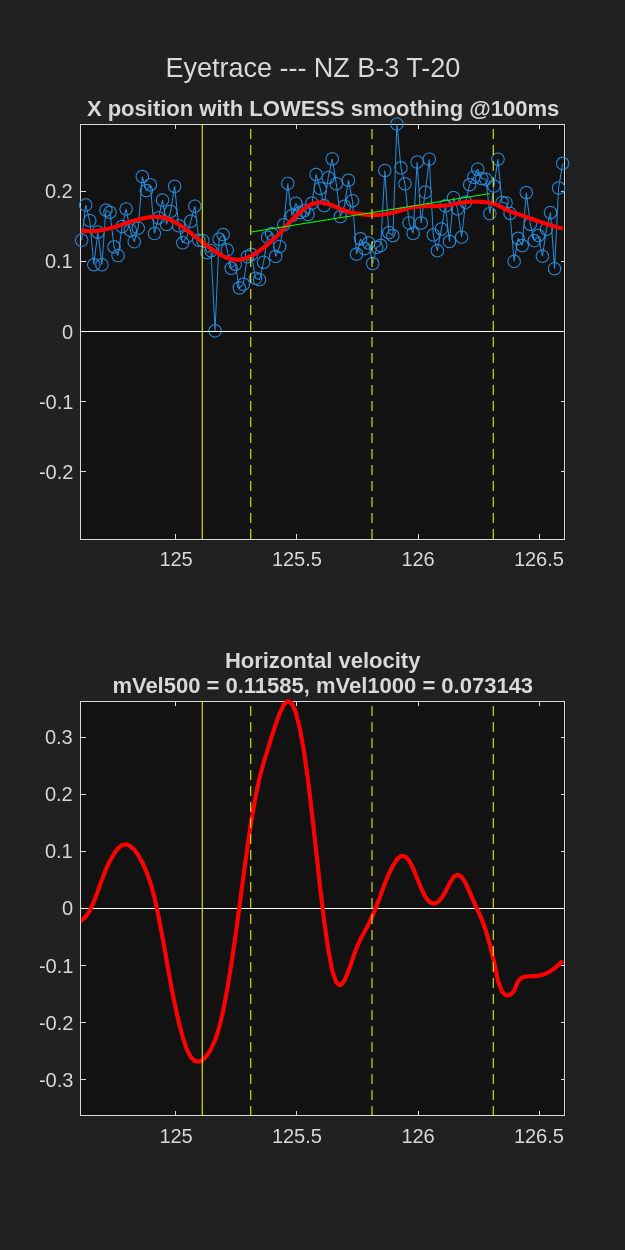 Eyetrace --- NZ B-3 T-20
X position with LOWESS smoothing @100ms
0.2
0.1
0
-0.1
-0.2
125 125.5 126 126.5
Horizontal velocity
mVel500 = 0.11585, mVel1000 = 0.073143
0.3
0.2
0.1
0
-0.1
-0.2
-0.3
125 125.5 126 126.5